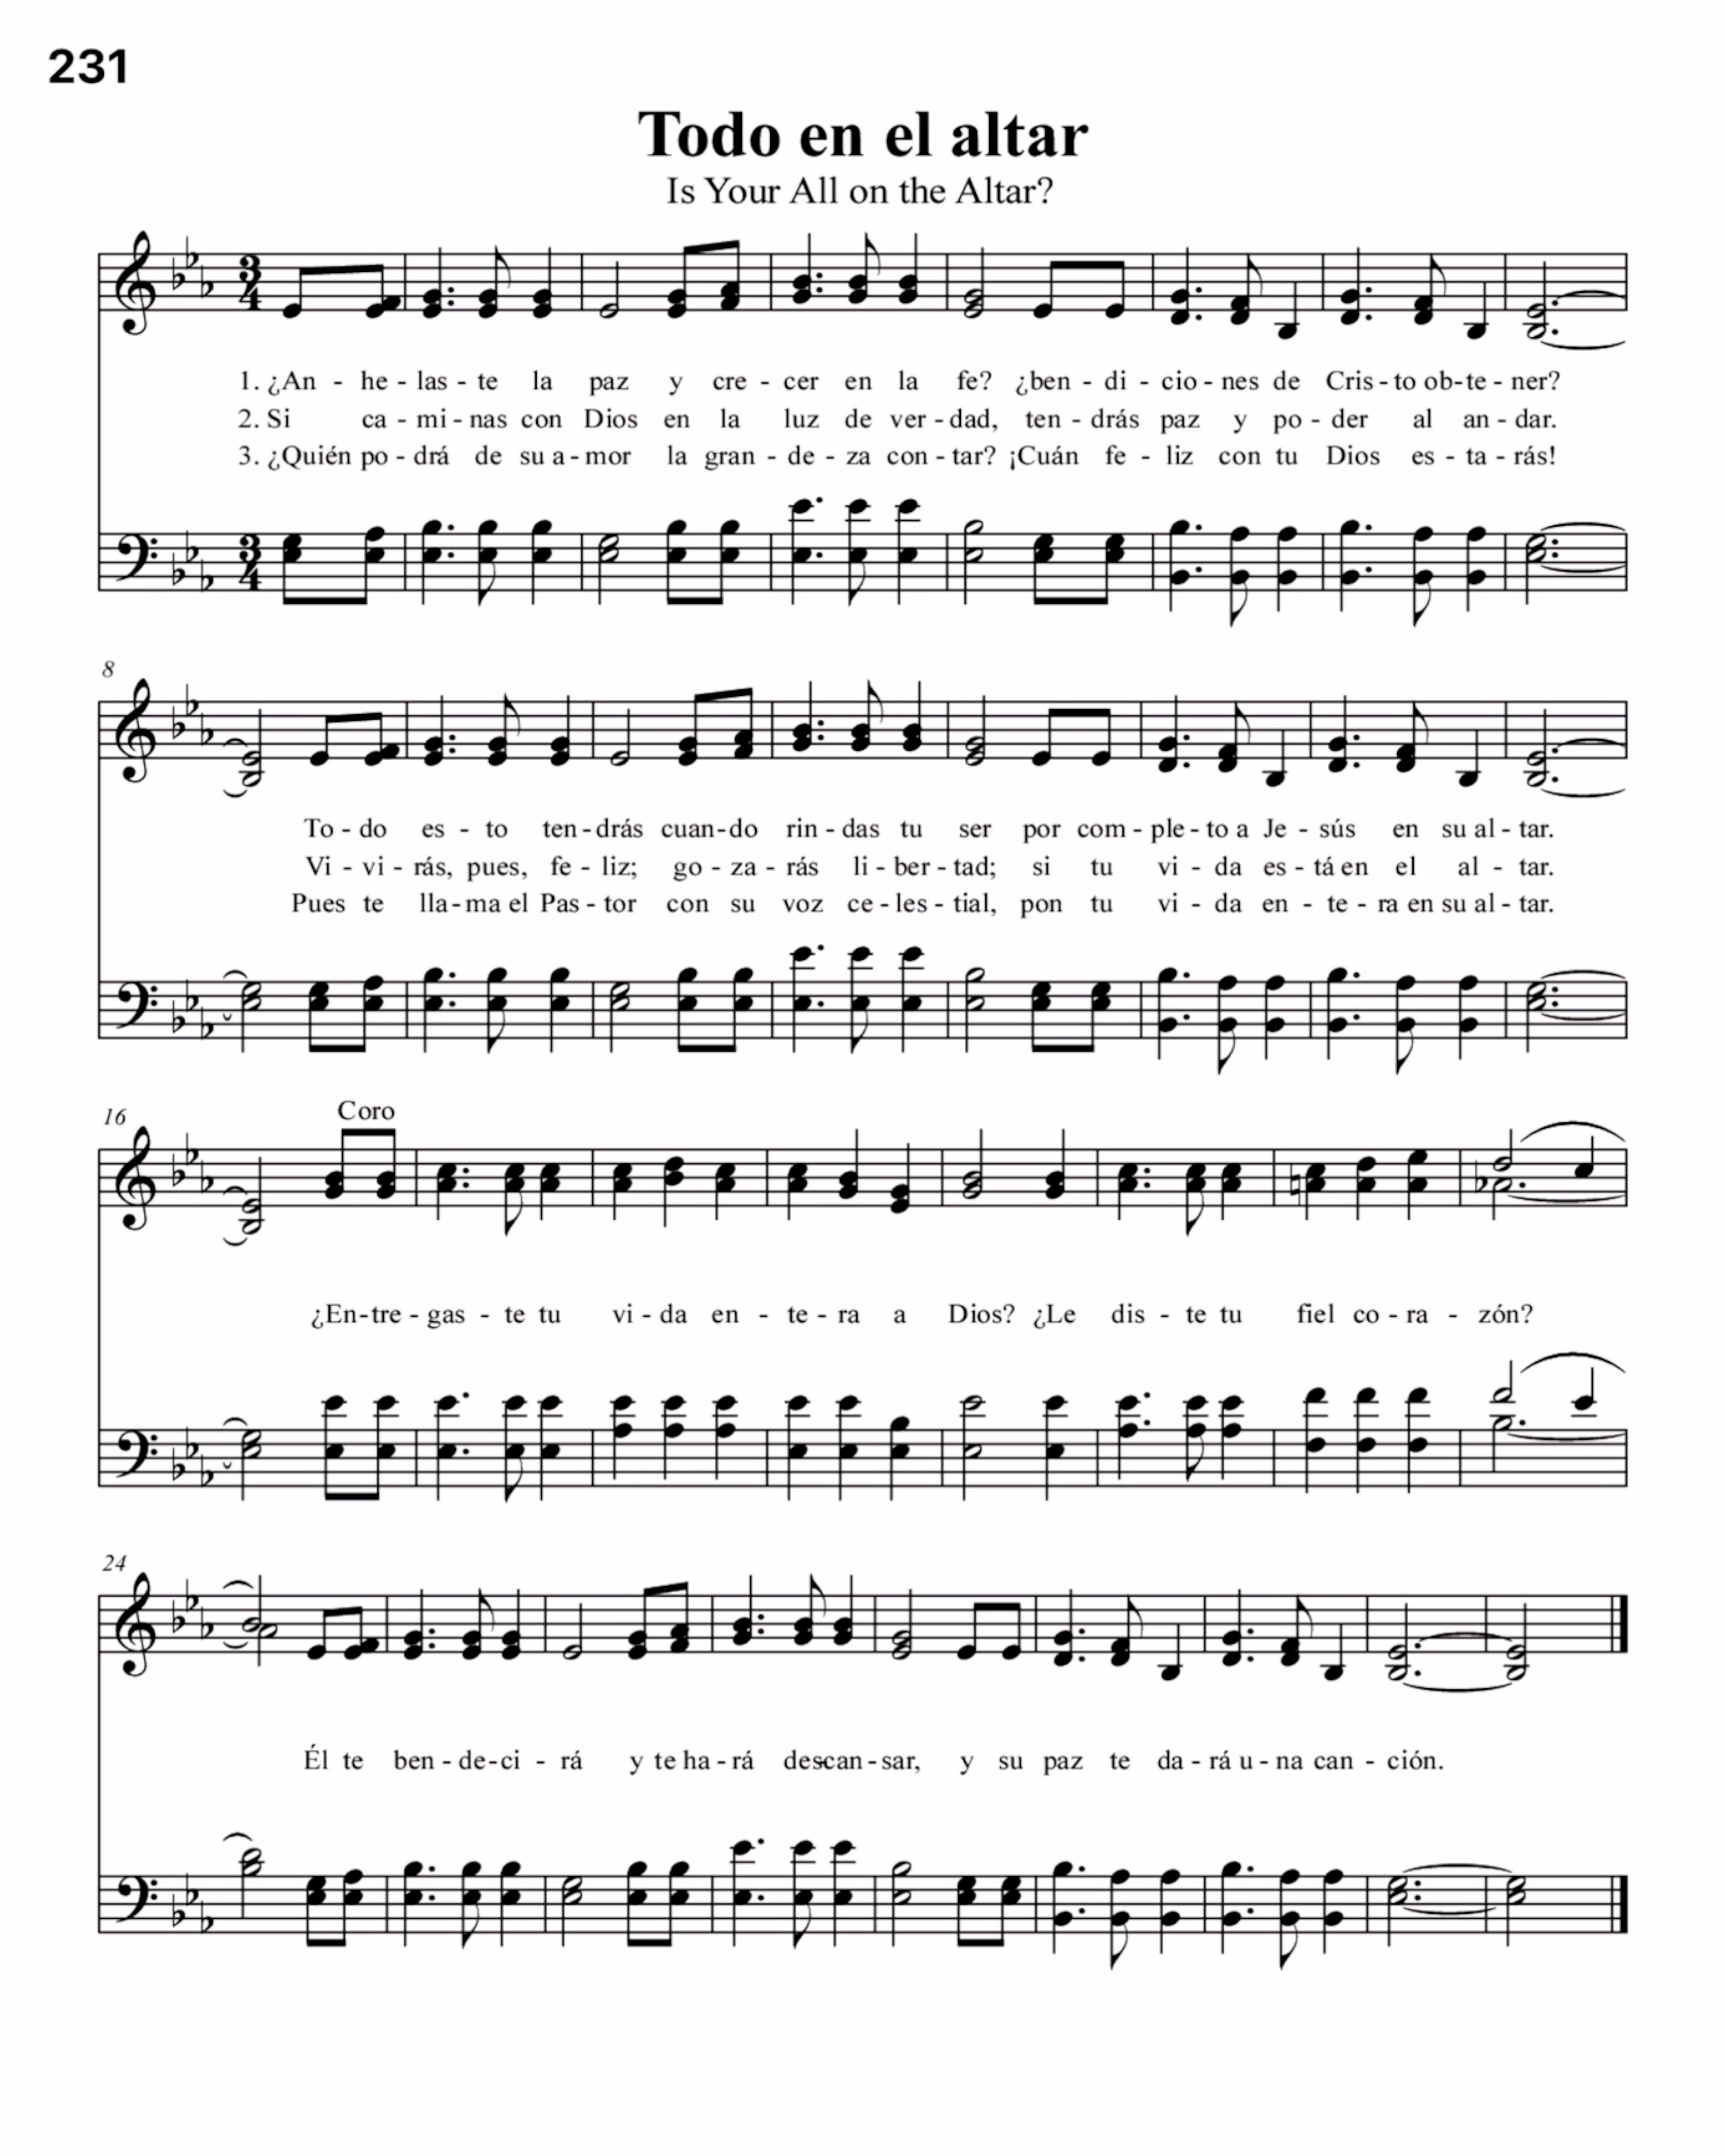 231
Todo en el altar
Is Your All on the Altar?
1. ¿An - he - las - te la paz y cre - cer en la fe? ¿ben - di - cio - nes de Cris - to ob - te - ner?
2. Si ca - mi - nas con Dios en la luz de ver - dad, ten - drás paz y po - der al an - dar.
3. ¿Quién po - drá de su a - mor la gran - de - za con - tar? ¡Cuán fe - liz con tu Dios es - ta - rás!
8
To - do es - to ten - drás cuan - do rin - das tu ser por com - ple - to a Je - sús en su al - tar.
Vi - vi - rás, pues, fe - liz; go - za - rás li - ber - tad; si tu vi - da es - tá en el al - tar.
Pues te lla - ma el Pas - tor con su voz ce - les - tial, pon tu vi - da en - te - ra en su al - tar.
16
Coro
¿En - tre - gas - te tu vi - da en - te - ra a Dios? ¿Le dis - te tu fiel co - ra - zón?
24
Él te ben - de - ci - rá y te ha - rá des - can - sar, y su paz te da - rá u - na can - ción.